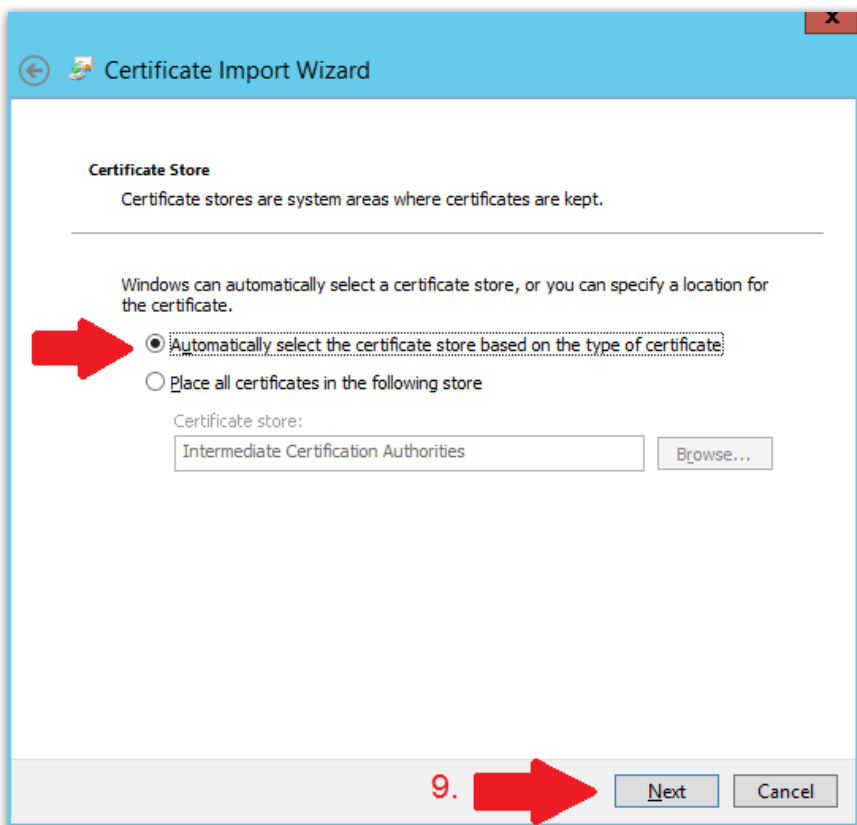 x
Certificate Import Wizard
Certificate Store
Certificate stores are system areas where certificates are kept.
Windows can automatically select a certificate store, or you can specify a location for
the certificate.
Automatically select the certificate store based on the type of certificate
Place all certificates in the following store
Certificate store:
Intermediate Certification Authorities
Browse...
9.
Next
Cancel